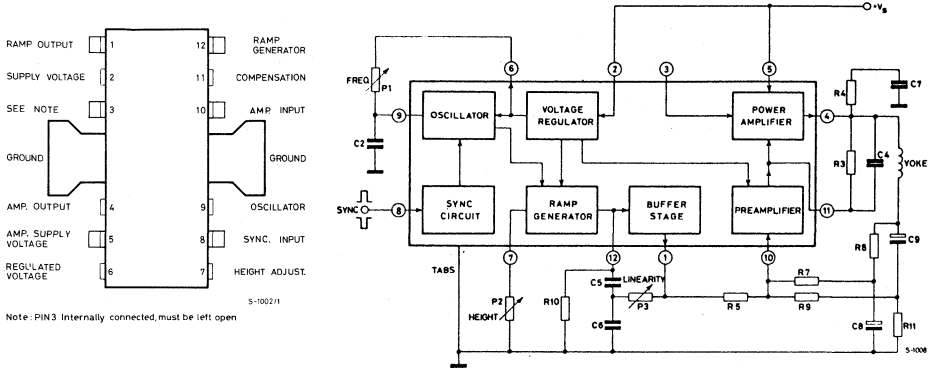 RAMP OUTPUT 1 12 RAMP GENERATOR
SUPPLY VOLTAGE 2 11 COMPENSATION
SEE NOTE 3 10 AMP. INPUT
GROUND GROUND
AMP. OUTPUT 4 9 OSCILLATOR
AMP. SUPPLY VOLTAGE 5 8 SYNC. INPUT
REGULATED VOLTAGE 6 7 HEIGHT ADJUST.
S-1002/1
Note: PIN3 Internally connected, must be left open
+Vs
6 2 3 5
FREQ. P1
R4
C7
9
OSCILLATOR
VOLTAGE REGULATOR
POWER AMPLIFIER
4
C2
R3
C4
YOKE
SYNC
8
SYNC CIRCUIT
RAMP GENERATOR
BUFFER STAGE
PREAMPLIFIER
11
R8
C9
TABS
7 12 1 10
P2
HEIGHT
R10
C5
LINEARITY
P3
R7
R5
R9
C6
C8
R11
S-1008